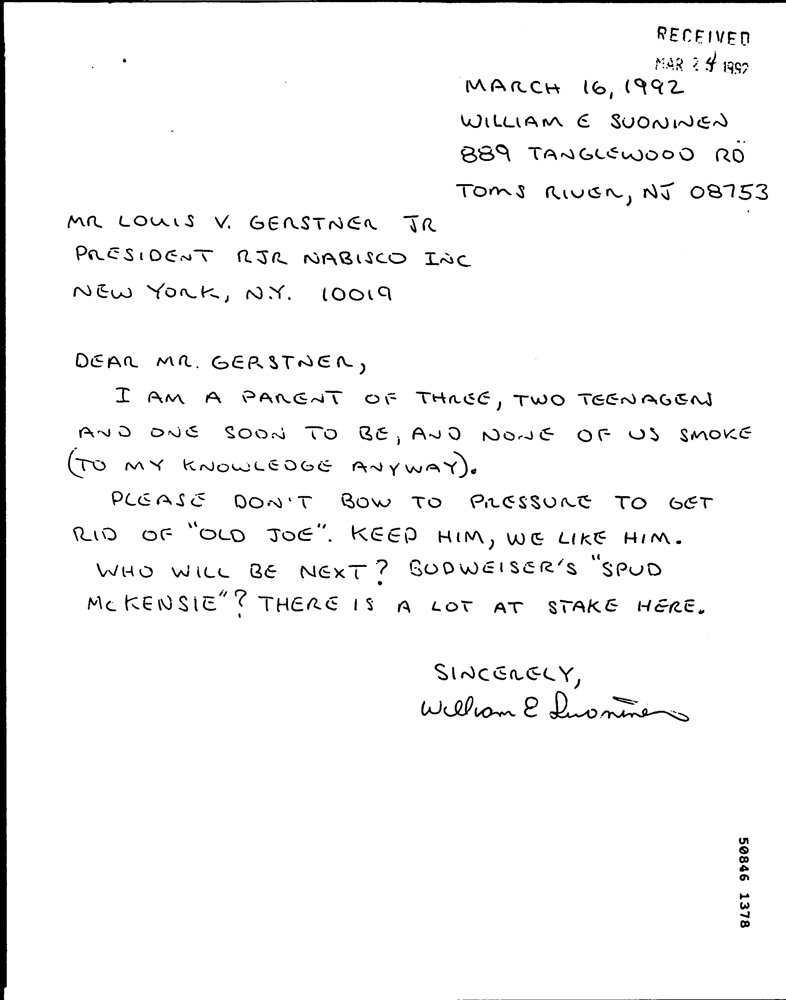 RECEIVED
MAR 24 1992
MARCH 16, 1992
WILLIAM E SUONINEN
889 TANGLEWOOD RD
TOMS RIVER, NJ 08753
MR LOUIS V. GERSTNER JR
PRESIDENT RJR NABISCO INC
NEW YORK, N.Y. 10019
DEAR MR. GERSTNER,
I AM A PARENT OF THREE, TWO TEENAGERS
AND ONE SOON TO BE, AND NONE OF US SMOKE
(TO MY KNOWLEDGE ANYWAY).
PLEASE DON'T BOW TO PRESSURE TO GET
RID OF "OLD JOE". KEEP HIM, WE LIKE HIM.
WHO WILL BE NEXT? BUDWEISER'S "SPUD
MCKENSIE"? THERE IS A LOT AT STAKE HERE.
SINCERELY,
William E Suoninen
50846 1378